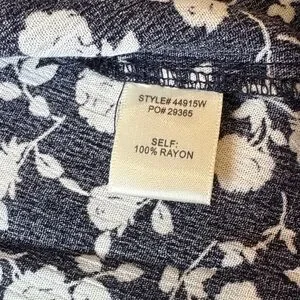 STYLE# 44915W
PO# 29365
SELF:
100% RAYON